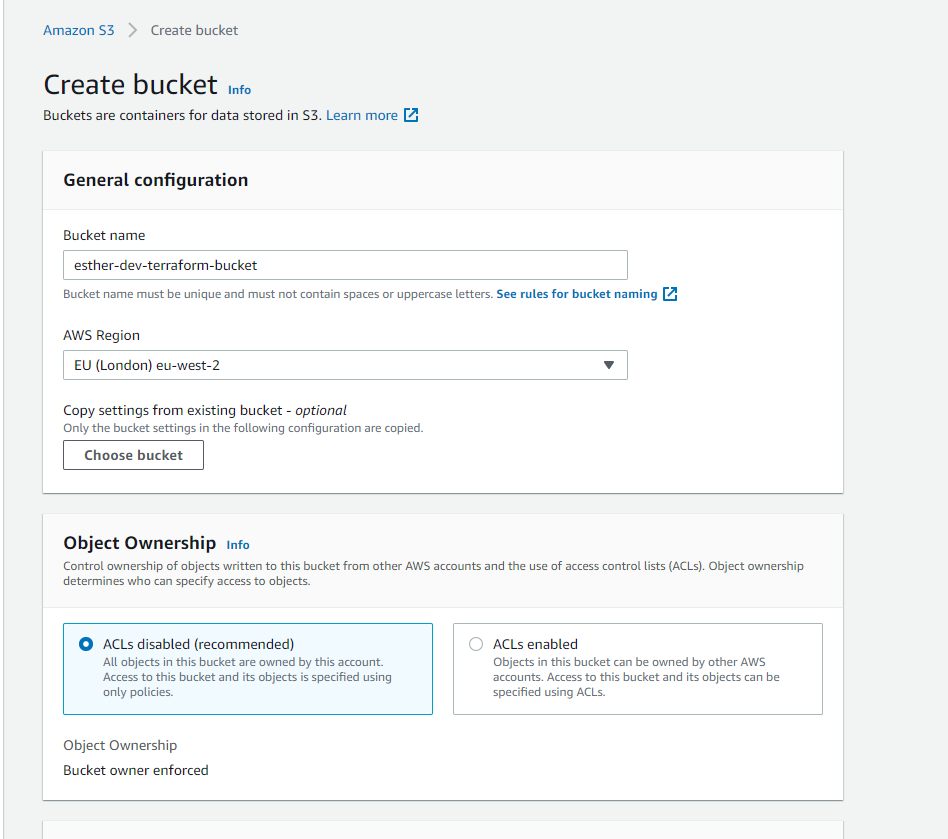 Amazon S3 > Create bucket
Create bucket Info
Buckets are containers for data stored in S3. Learn more
General configuration
Bucket name
esther-dev-terraform-bucket
Bucket name must be unique and must not contain spaces or uppercase letters. See rules for bucket naming
AWS Region
EU (London) eu-west-2
Copy settings from existing bucket - optional
Only the bucket settings in the following configuration are copied.
Choose bucket
Object Ownership Info
Control ownership of objects written to this bucket from other AWS accounts and the use of access control lists (ACLs). Object ownership
determines who can specify access to objects.
ACLs disabled (recommended)
All objects in this bucket are owned by this account.
Access to this bucket and its objects is specified using
only policies.
ACLs enabled
Objects in this bucket can be owned by other AWS
accounts. Access to this bucket and its objects can be
specified using ACLs.
Object Ownership
Bucket owner enforced